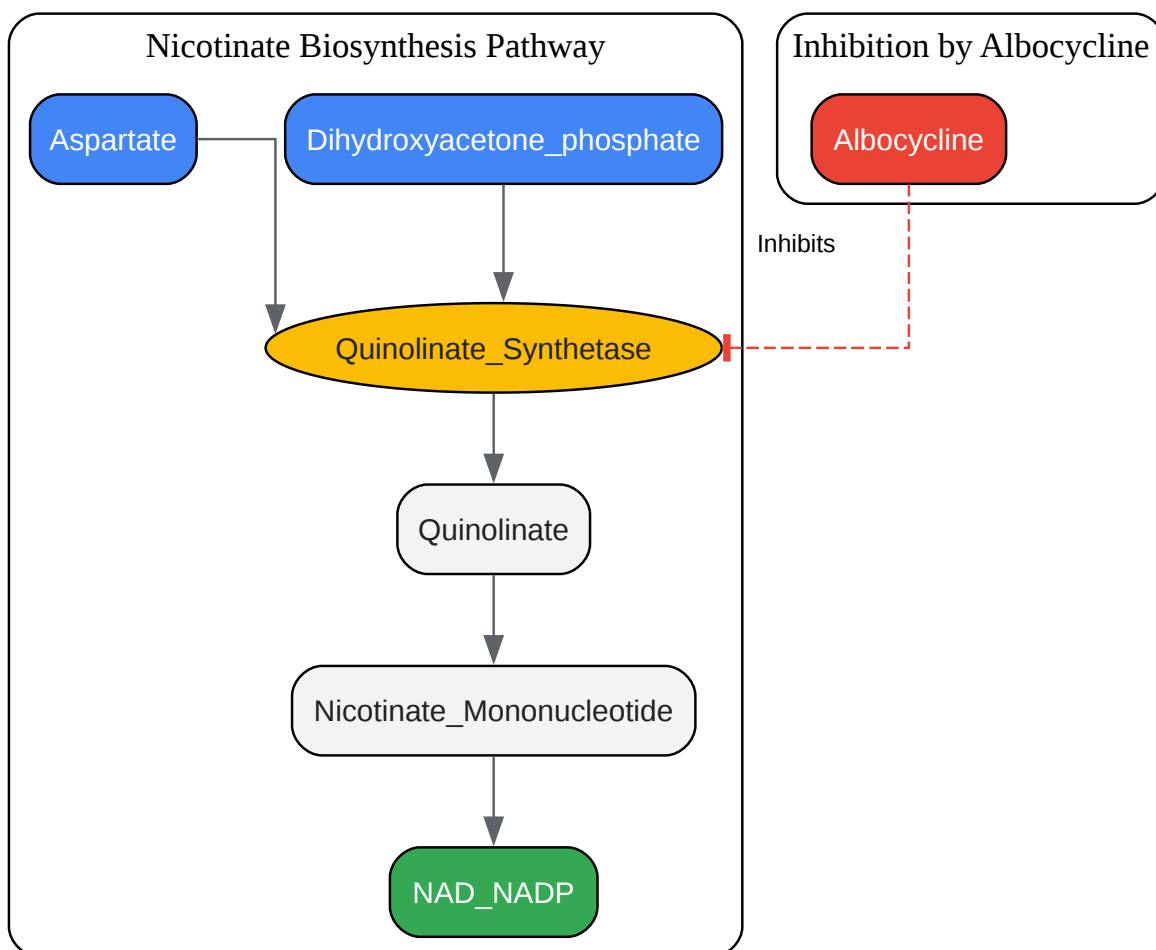 Nicotinate Biosynthesis Pathway
Inhibition by Albocycline
Aspartate
Dihydroxyacetone_phosphate
Albocycline
Inhibits
Quinolinate_Synthetase
Quinolinate
Nicotinate_Mononucleotide
NAD_NADP